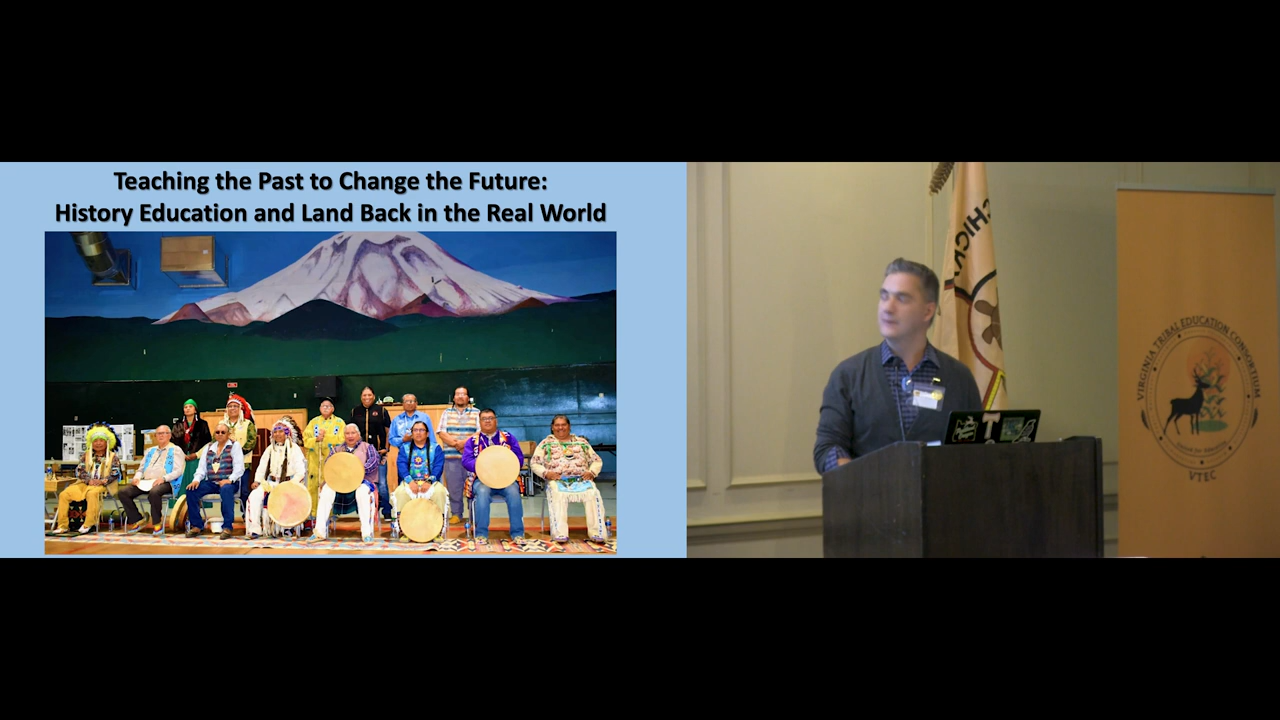 Teaching the Past to Change the Future:
History Education and Land Back in the Real World
CHICK
VIRGINIA TRIBAL EDUCATION CONSORTIUM
VTEC